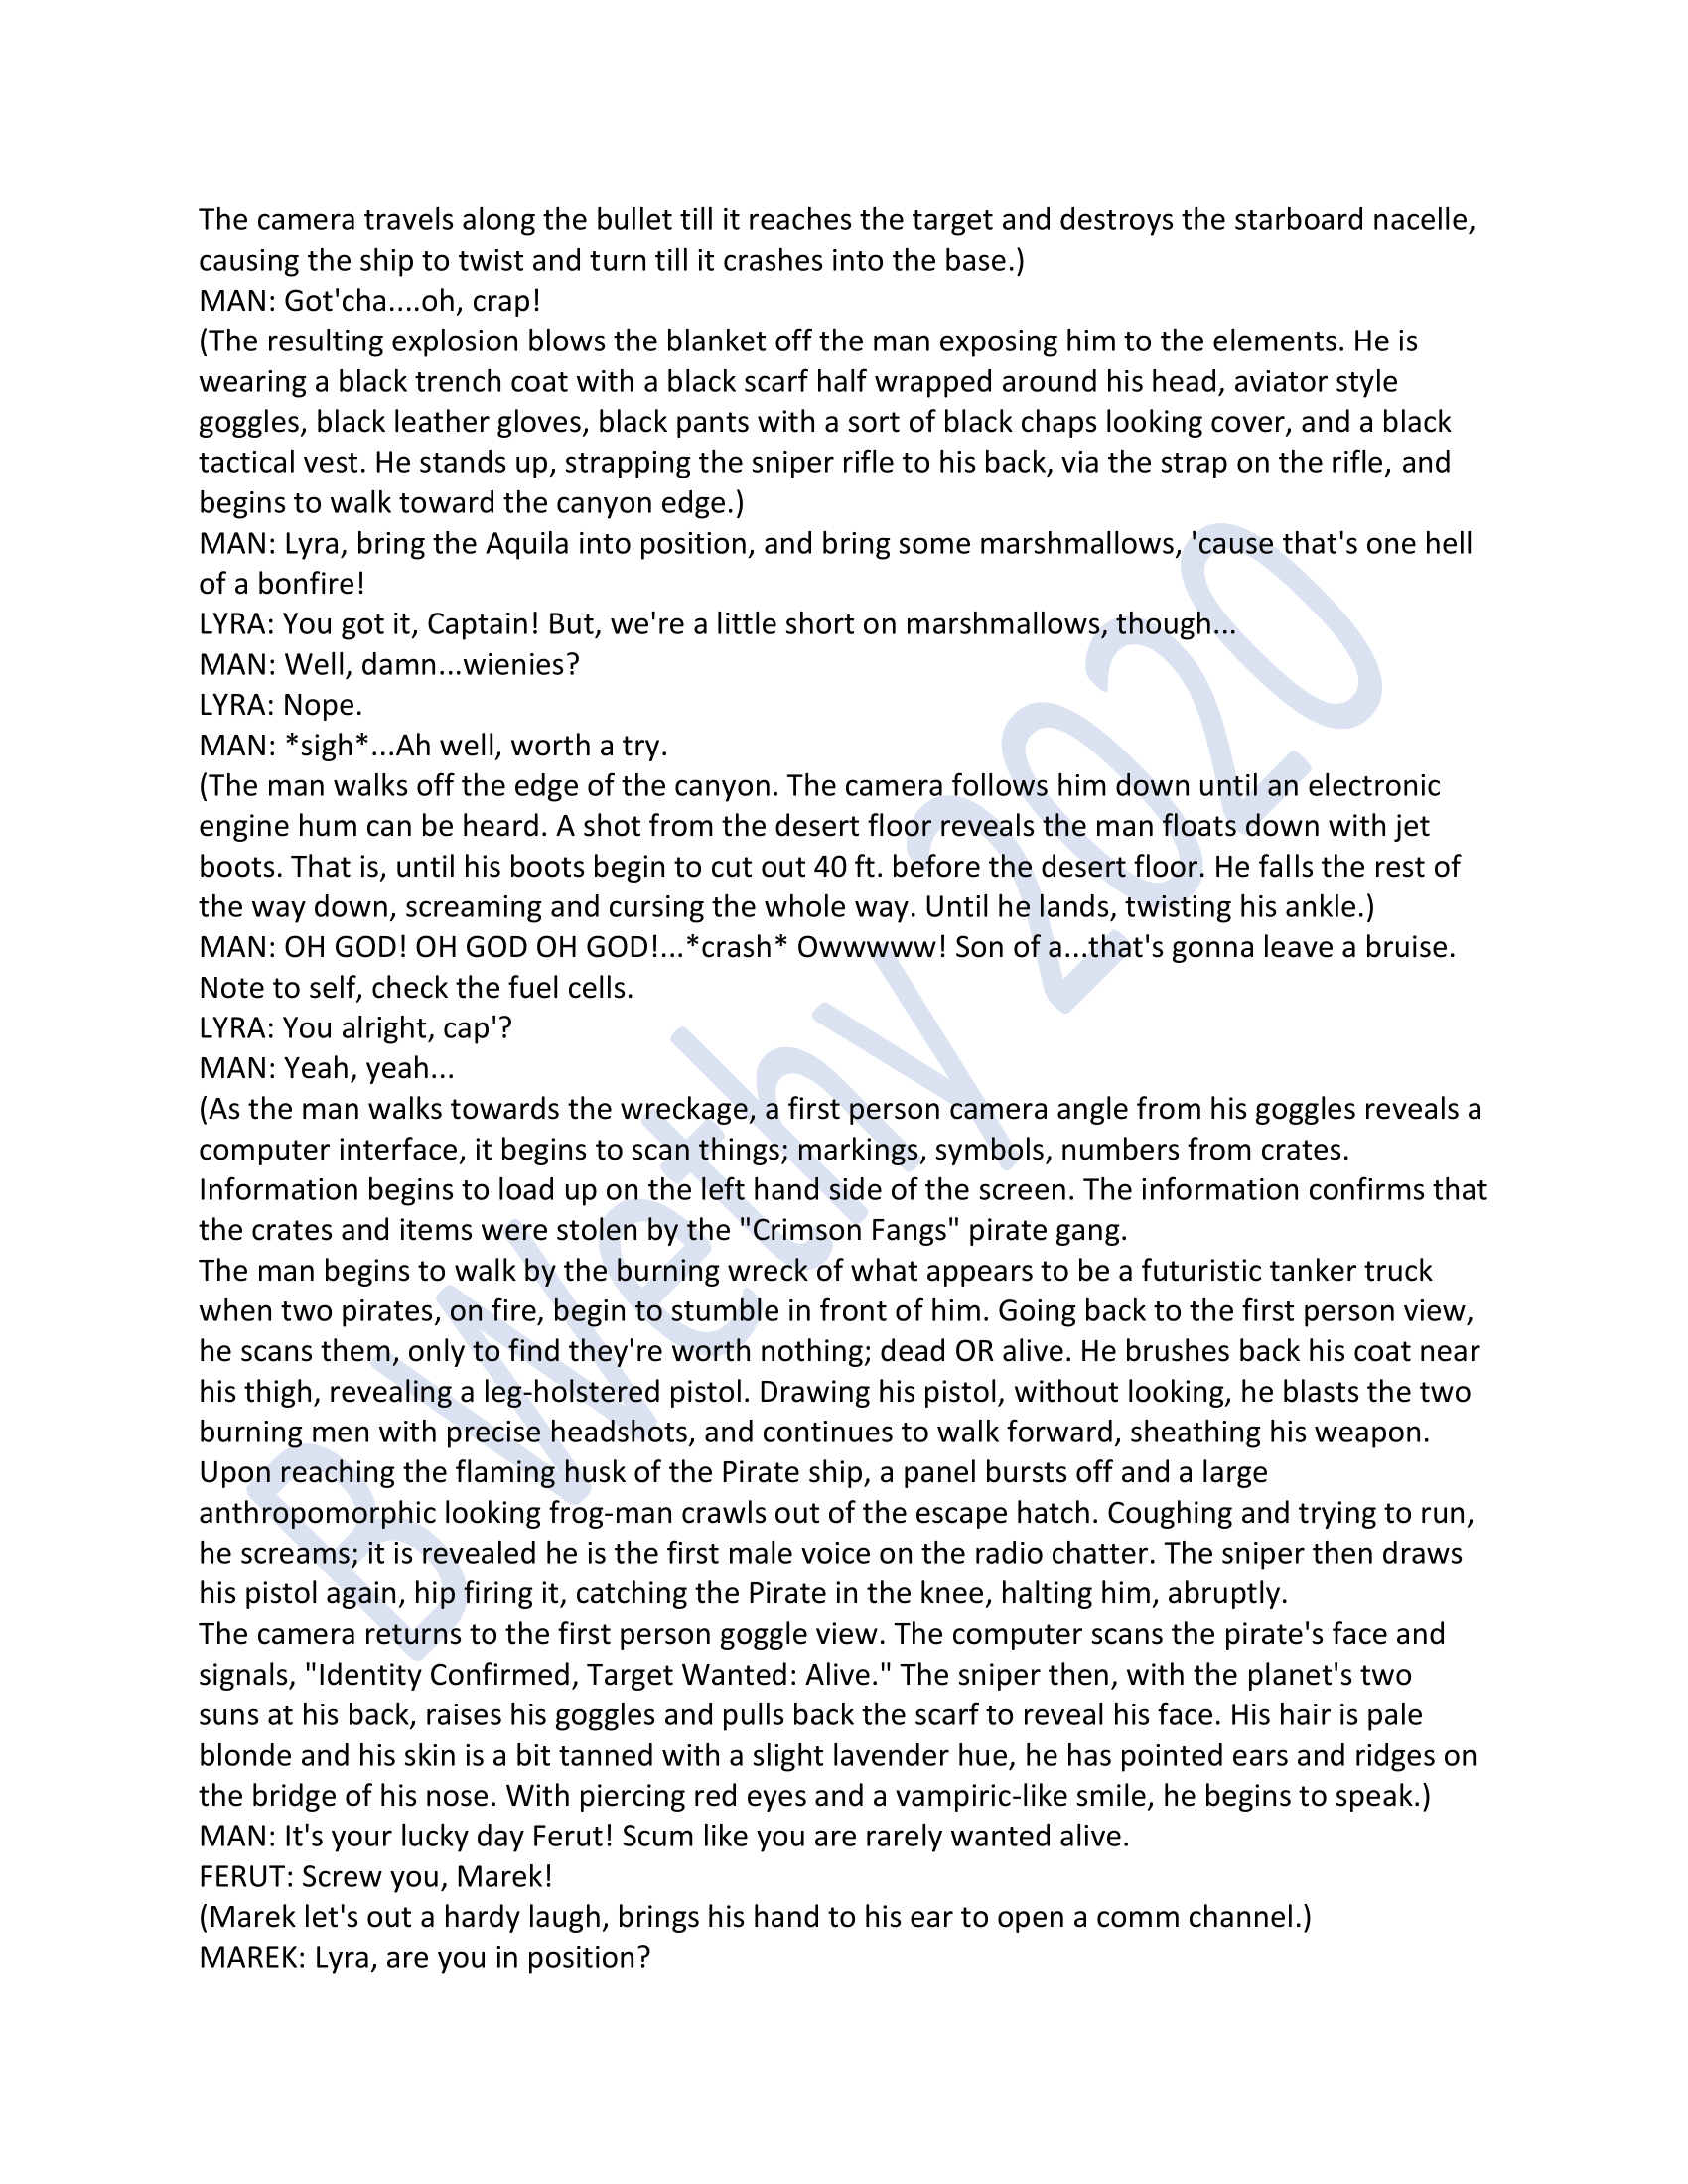 The camera travels along the bullet till it reaches the target and destroys the starboard nacelle,
causing the ship to twist and turn till it crashes into the base.)
MAN: Got'cha....oh, crap!
(The resulting explosion blows the blanket off the man exposing him to the elements. He is
wearing a black trench coat with a black scarf half wrapped around his head, aviator style
goggles, black leather gloves, black pants with a sort of black chaps looking cover, and a black
tactical vest. He stands up, strapping the sniper rifle to his back, via the strap on the rifle, and
begins to walk toward the canyon edge.)
MAN: Lyra, bring the Aquila into position, and bring some marshmallows, 'cause that's one hell
of a bonfire!
LYRA: You got it, Captain! But, we're a little short on marshmallows, though...
MAN: Well, damn...wienies?
LYRA: Nope.
MAN: *sigh*...Ah well, worth a try.
(The man walks off the edge of the canyon. The camera follows him down until an electronic
engine hum can be heard. A shot from the desert floor reveals the man floats down with jet
boots. That is, until his boots begin to cut out 40 ft. before the desert floor. He falls the rest of
the way down, screaming and cursing the whole way. Until he lands, twisting his ankle.)
MAN: OH GOD! OH GOD OH GOD!...*crash* Owwwww! Son of a...that's gonna leave a bruise.
Note to self, check the fuel cells.
LYRA: You alright, cap'?
MAN: Yeah, yeah...
(As the man walks towards the wreckage, a first person camera angle from his goggles reveals a
computer interface, it begins to scan things; markings, symbols, numbers from crates.
Information begins to load up on the left hand side of the screen. The information confirms that
the crates and items were stolen by the "Crimson Fangs" pirate gang.
The man begins to walk by the burning wreck of what appears to be a futuristic tanker truck
when two pirates, on fire, begin to stumble in front of him. Going back to the first person view,
he scans them, only to find they're worth nothing; dead OR alive. He brushes back his coat near
his thigh, revealing a leg-holstered pistol. Drawing his pistol, without looking, he blasts the two
burning men with precise headshots, and continues to walk forward, sheathing his weapon.
Upon reaching the flaming husk of the Pirate ship, a panel bursts off and a large
anthropomorphic looking frog-man crawls out of the escape hatch. Coughing and trying to run,
he screams; it is revealed he is the first male voice on the radio chatter. The sniper then draws
his pistol again, hip firing it, catching the Pirate in the knee, halting him, abruptly.
The camera returns to the first person goggle view. The computer scans the pirate's face and
signals, "Identity Confirmed, Target Wanted: Alive." The sniper then, with the planet's two
suns at his back, raises his goggles and pulls back the scarf to reveal his face. His hair is pale
blonde and his skin is a bit tanned with a slight lavender hue, he has pointed ears and ridges on
the bridge of his nose. With piercing red eyes and a vampiric-like smile, he begins to speak.)
MAN: It's your lucky day Ferut! Scum like you are rarely wanted alive.
FERUT: Screw you, Marek!
(Marek let's out a hardy laugh, brings his hand to his ear to open a comm channel.)
MAREK: Lyra, are you in position?
B Wethy 2020